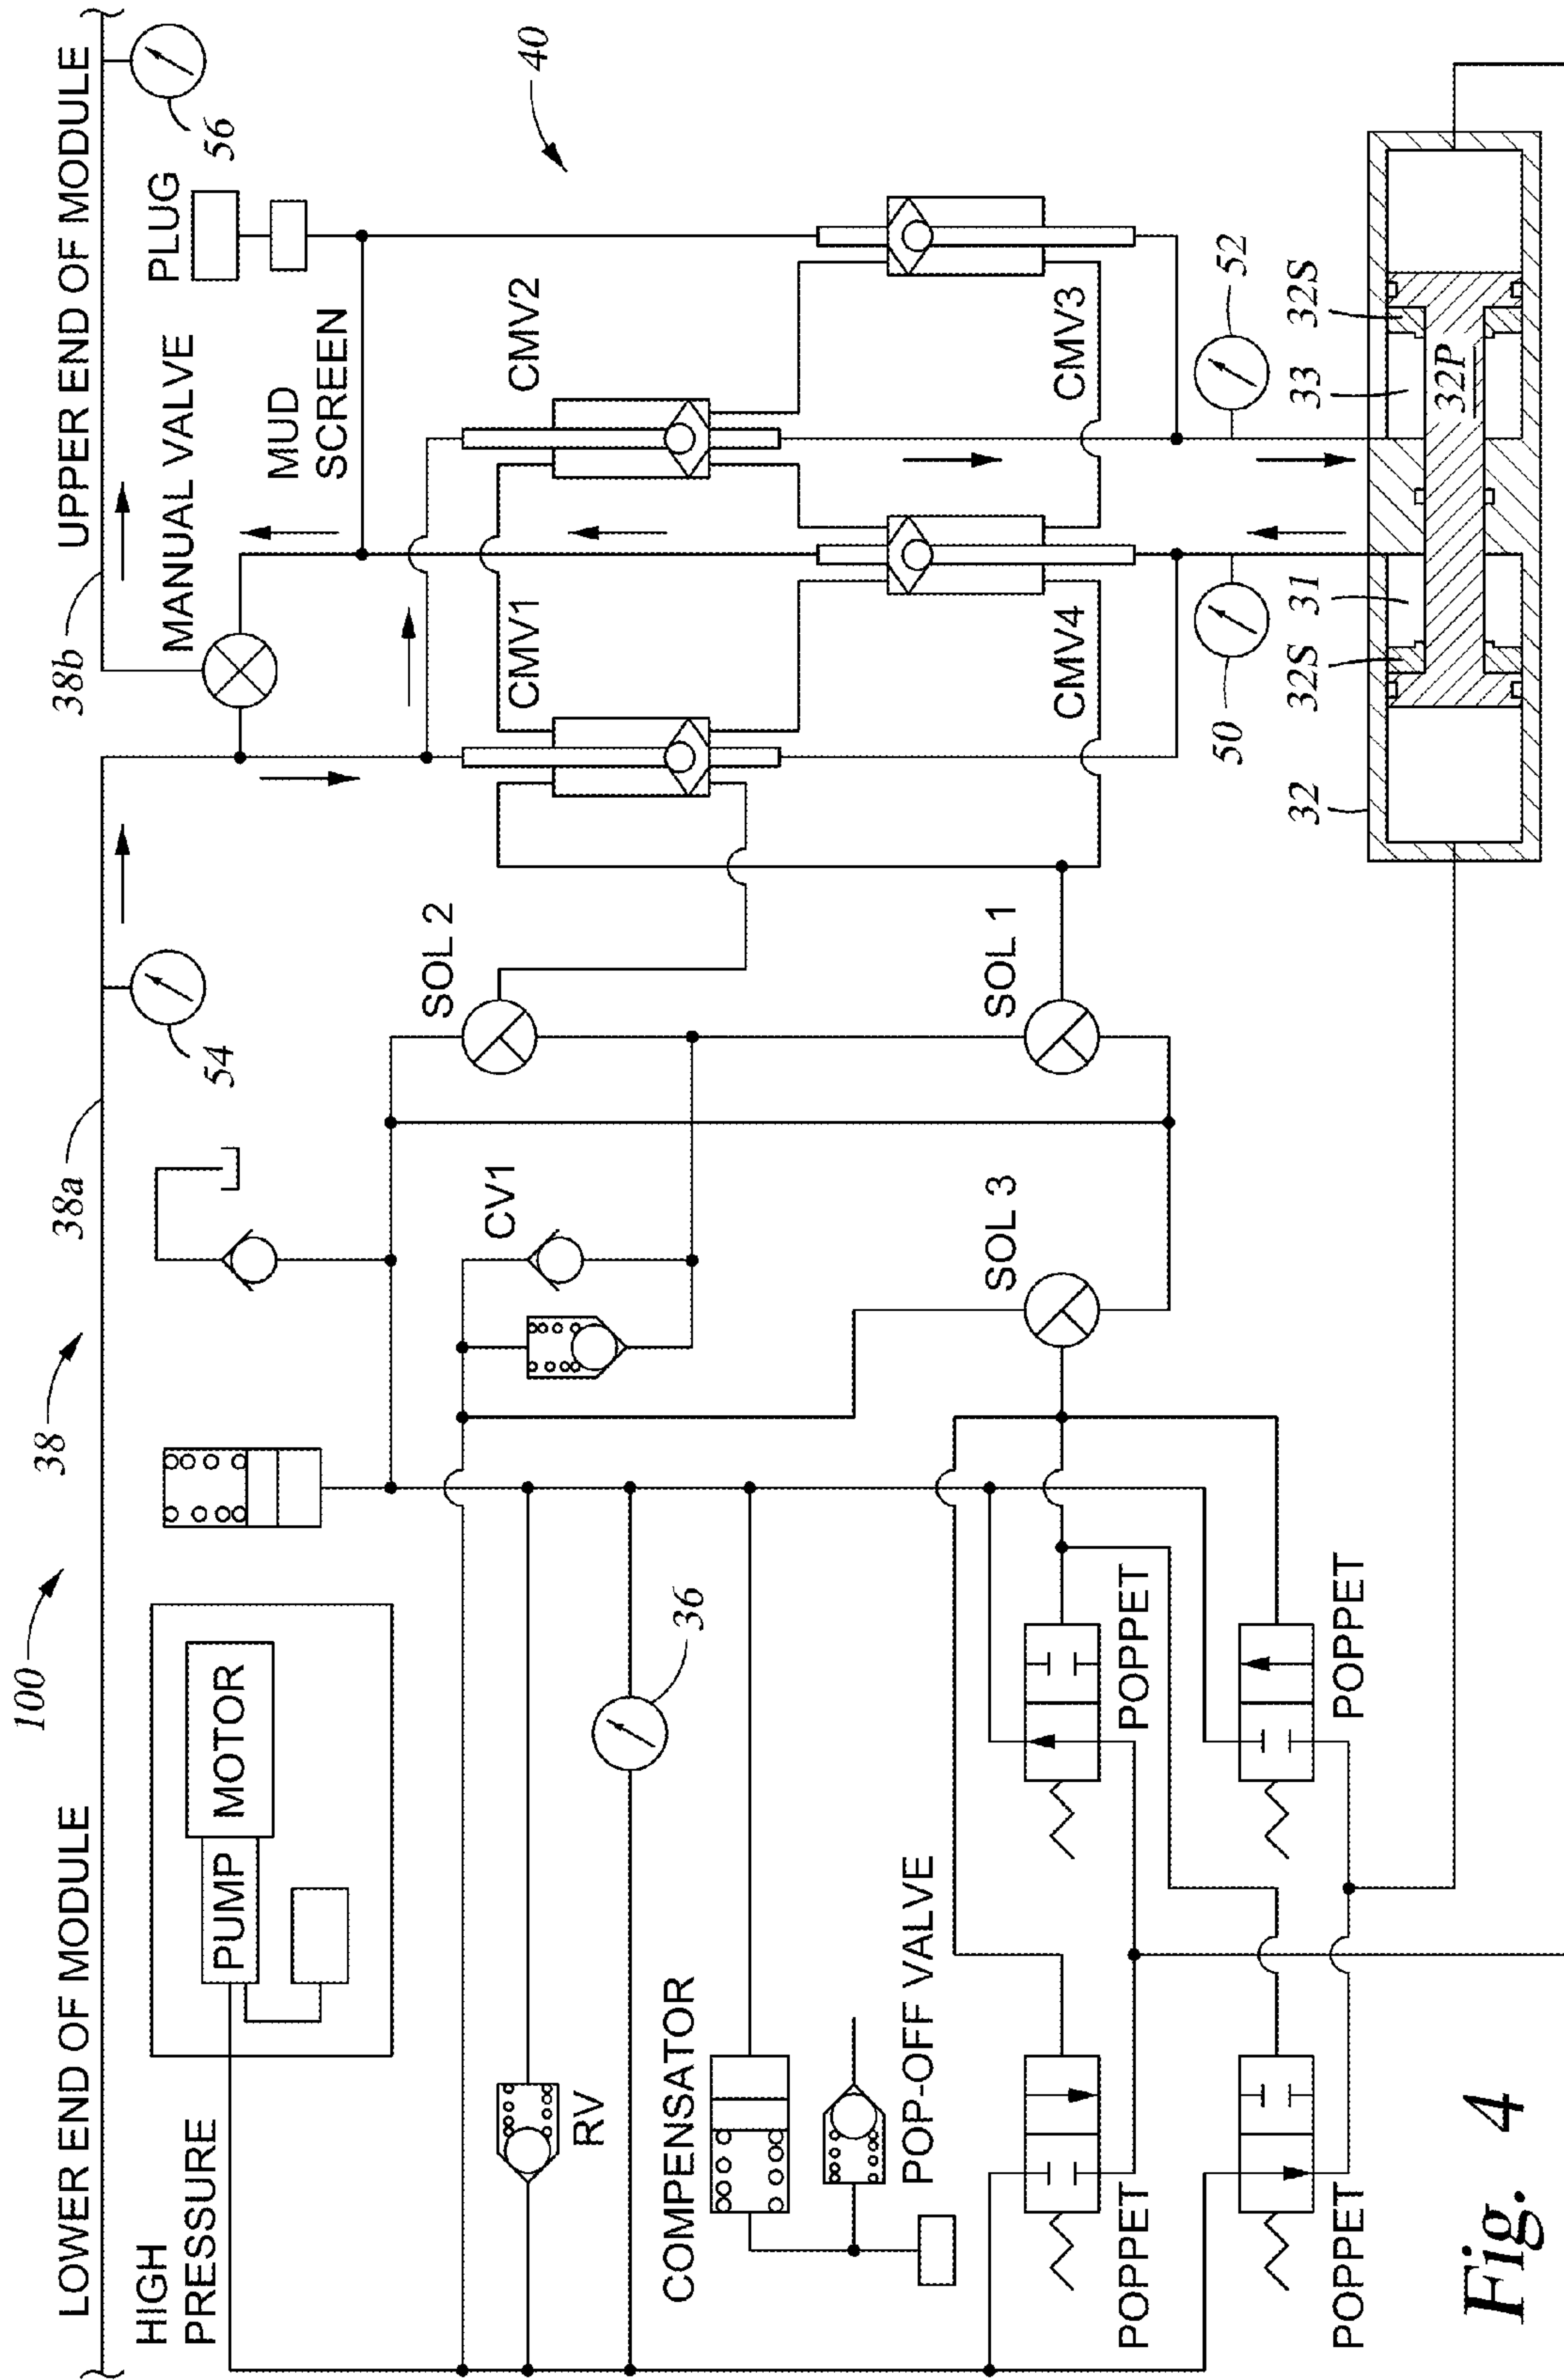 100
38
38a
38b
LOWER END OF MODULE
UPPER END OF MODULE
HIGH
PRESSURE
PUMP
MOTOR
54
MANUAL VALVE
PLUG
56
MUD
SCREEN
40
RV
36
CV1
SOL 2
CMV1
CMV2
COMPENSATOR
POP-OFF VALVE
SOL 3
SOL 1
CMV4
CMV3
POPPET
POPPET
50
52
POPPET
POPPET
32
32S
31
33
32S
32P
Fig. 4